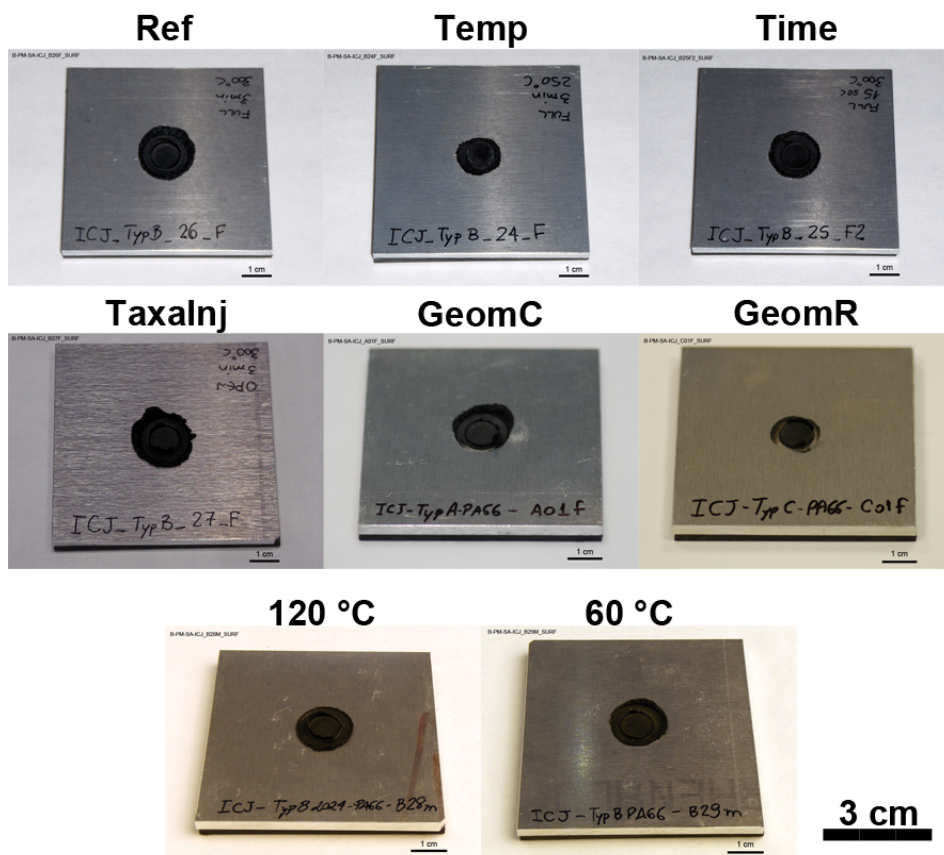 Ref
Temp
Time
B-PM-SA-ICJ_B26F_SURF
B-PM-SA-ICJ_B24F_SURF
B-PM-SA-ICJ_B25F2_SURF
FULL
3min
300°C
FULL
3min
250°C
FULL
15 sec
300°C
ICJ_TypB_26_F
ICJ_TypB_24_F
ICJ_TypB_25_F2
1 cm
1 cm
1 cm
TaxaInj
GeomC
GeomR
B-PM-SA-ICJ_B27F_SURF
B-PM-SA-ICJ_A01F_SURF
B-PM-SA-ICJ_C01F_SURF
OPEN
3min
300°C
ICJ_TypB_27_F
ICJ-TypA-PA66-A01f
ICJ-TypC-PA66-C01f
1 cm
1 cm
1 cm
120 °C
60 °C
B-PM-SA-ICJ_B28M_SURF
B-PM-SA-ICJ_B29M_SURF
ICJ-TypB2024-PA66-B28m
ICJ-TypBPA66-B29m
1 cm
1 cm
3 cm